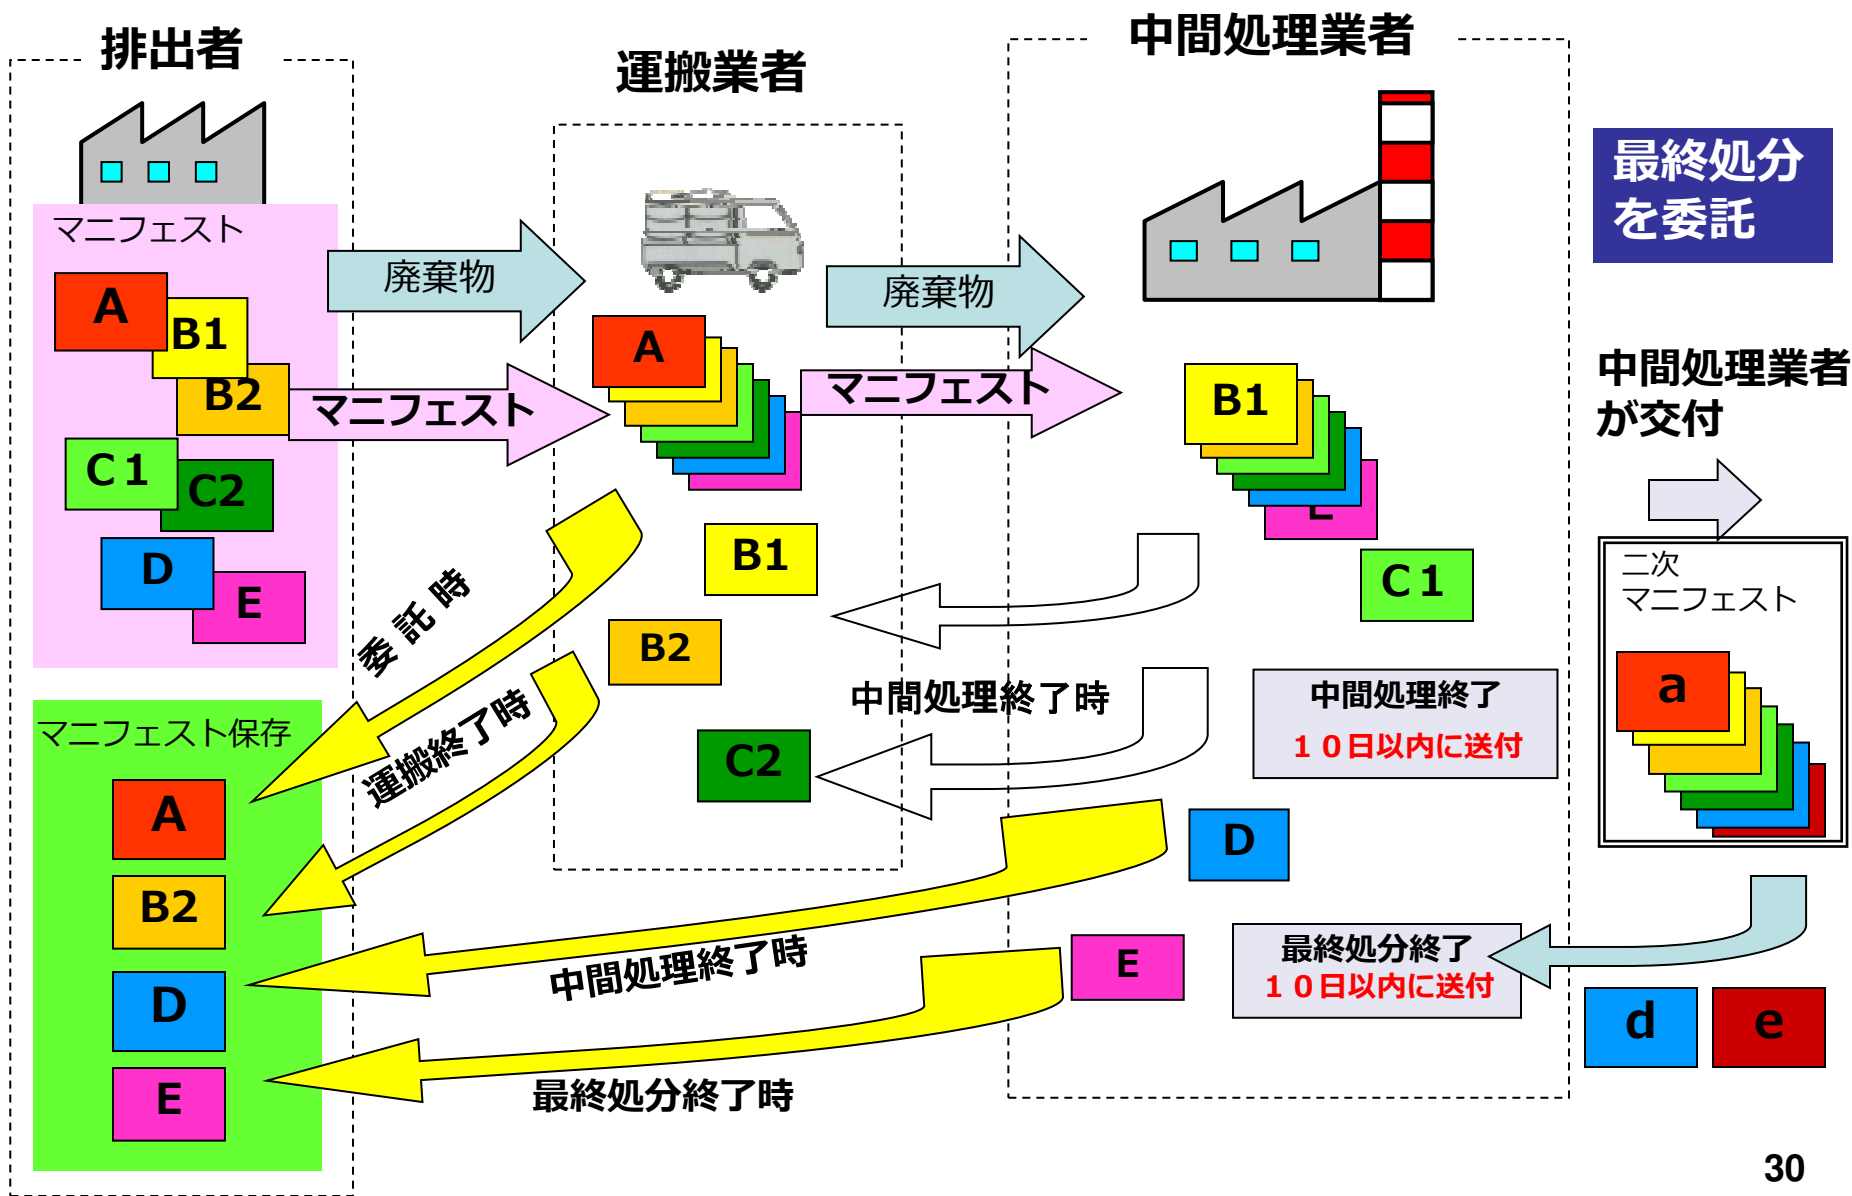 排出者
運搬業者
中間処理業者
最終処分
を委託
マニフェスト
A
B1
B2
C1
C2
D
E
廃棄物
マニフェスト
A
廃棄物
マニフェスト
B1
E
C1
中間処理業者
が交付
二次
マニフェスト
a
d
e
委託時
B1
B2
運搬終了時
中間処理終了時
C2
中間処理終了
10日以内に送付
D
中間処理終了時
E
最終処分終了
10日以内に送付
最終処分終了時
マニフェスト保存
A
B2
D
E
30